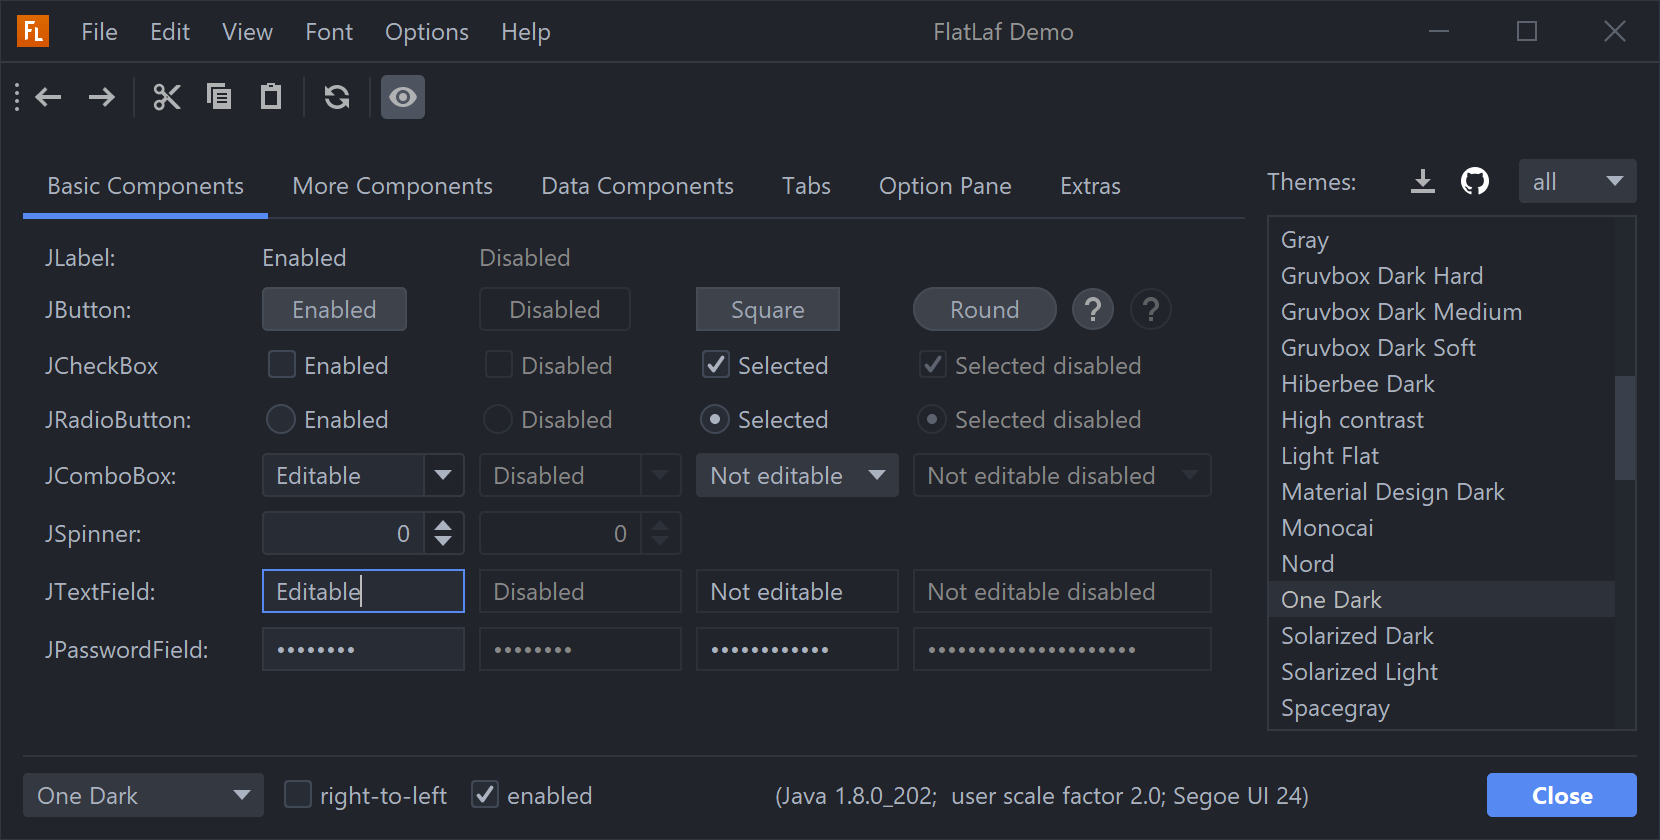 FL File Edit View Font Options Help FlatLaf Demo
Basic Components More Components Data Components Tabs Option Pane Extras
JLabel: Enabled Disabled
JButton: Enabled Disabled Square Round ? ?
JCheckBox Enabled Disabled Selected Selected disabled
JRadioButton: Enabled Disabled Selected Selected disabled
JComboBox: Editable Disabled Not editable Not editable disabled
JSpinner: 0 0
JTextField: Editable Disabled Not editable Not editable disabled
JPasswordField: •••••••• •••••••• •••••••••••• •••••••••••••••••••••
Themes: all
Gray
Gruvbox Dark Hard
Gruvbox Dark Medium
Gruvbox Dark Soft
Hiberbee Dark
High contrast
Light Flat
Material Design Dark
Monocai
Nord
One Dark
Solarized Dark
Solarized Light
Spacegray
One Dark right-to-left enabled (Java 1.8.0_202; user scale factor 2.0; Segoe UI 24) Close